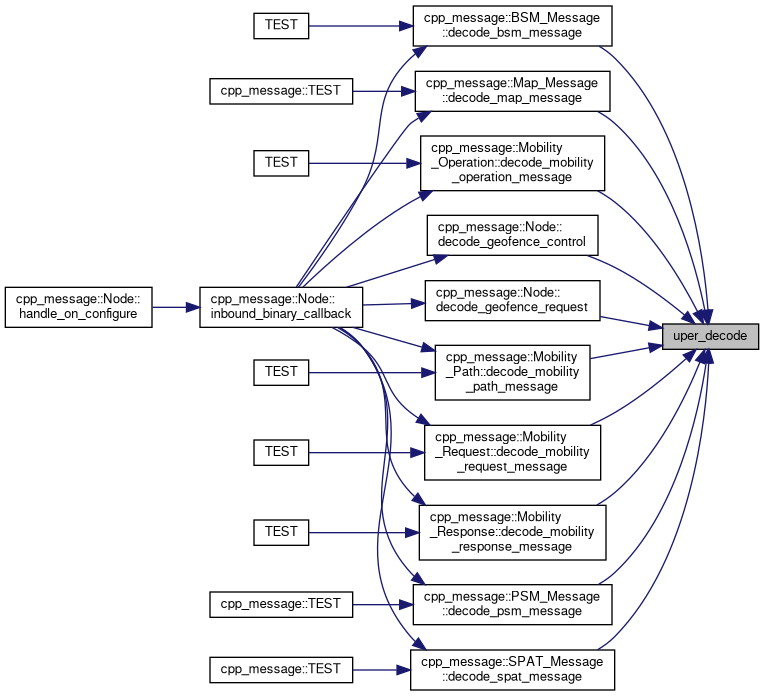 TEST
cpp_message::BSM_Message
::decode_bsm_message
cpp_message::TEST
cpp_message::Map_Message
::decode_map_message
TEST
cpp_message::Mobility
_Operation::decode_mobility
_operation_message
cpp_message::Node::
decode_geofence_control
cpp_message::Node::
handle_on_configure
cpp_message::Node::
inbound_binary_callback
cpp_message::Node::
decode_geofence_request
uper_decode
TEST
cpp_message::Mobility
_Path::decode_mobility
_path_message
TEST
cpp_message::Mobility
_Request::decode_mobility
_request_message
TEST
cpp_message::Mobility
_Response::decode_mobility
_response_message
cpp_message::TEST
cpp_message::PSM_Message
::decode_psm_message
cpp_message::TEST
cpp_message::SPAT_Message
::decode_spat_message